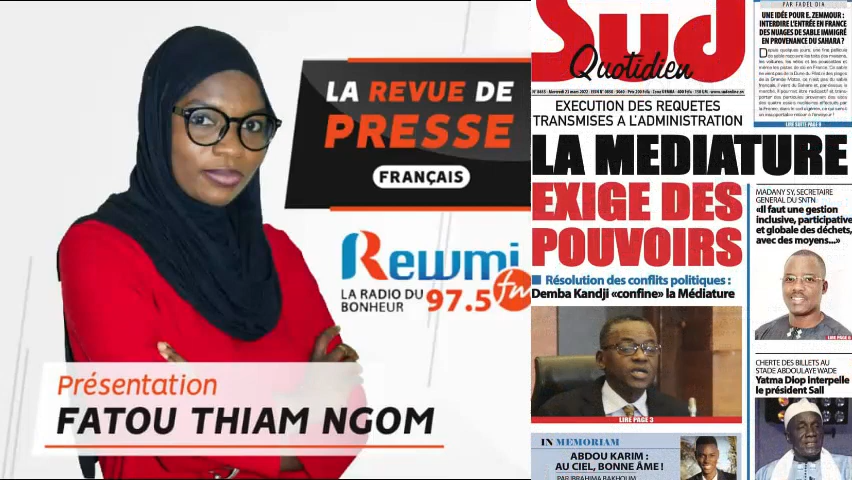 LA REVUE DE
PRESSE
FRANÇAIS
Rewmi
fm
LA RADIO DU
BONHEUR
97.5
Présentation
FATOU THIAM NGOM
Sud
Quotidien
EXECUTION DES REQUETES
TRANSMISES A L'ADMINISTRATION
LA MEDIATURE
EXIGE DES
POUVOIRS
Résolution des conflits politiques :
Demba Kandji «confine» la Médiature
LIRE PAGE 3
IN MEMORIAM
ABDOU KARIM :
AU CIEL, BONNE ÂME !
PAR IBRAHIMA BAKHOUM
PAR FADEL DIA
UNE IDÉE POUR E. ZEMMOUR :
INTERDIRE L'ENTRÉE EN FRANCE
DES NUAGES DE SABLE IMMIGRÉ
EN PROVENANCE DU SAHARA !
MADANY SY, SECRETAIRE
GENERAL DU SNTN
«Il faut une gestion
inclusive, participative
et globale des déchets,
avec des moyens...»
CHERTE DES BILLETS AU
STADE ABDOULAYE WADE
Yatma Diop interpelle
le président Sall